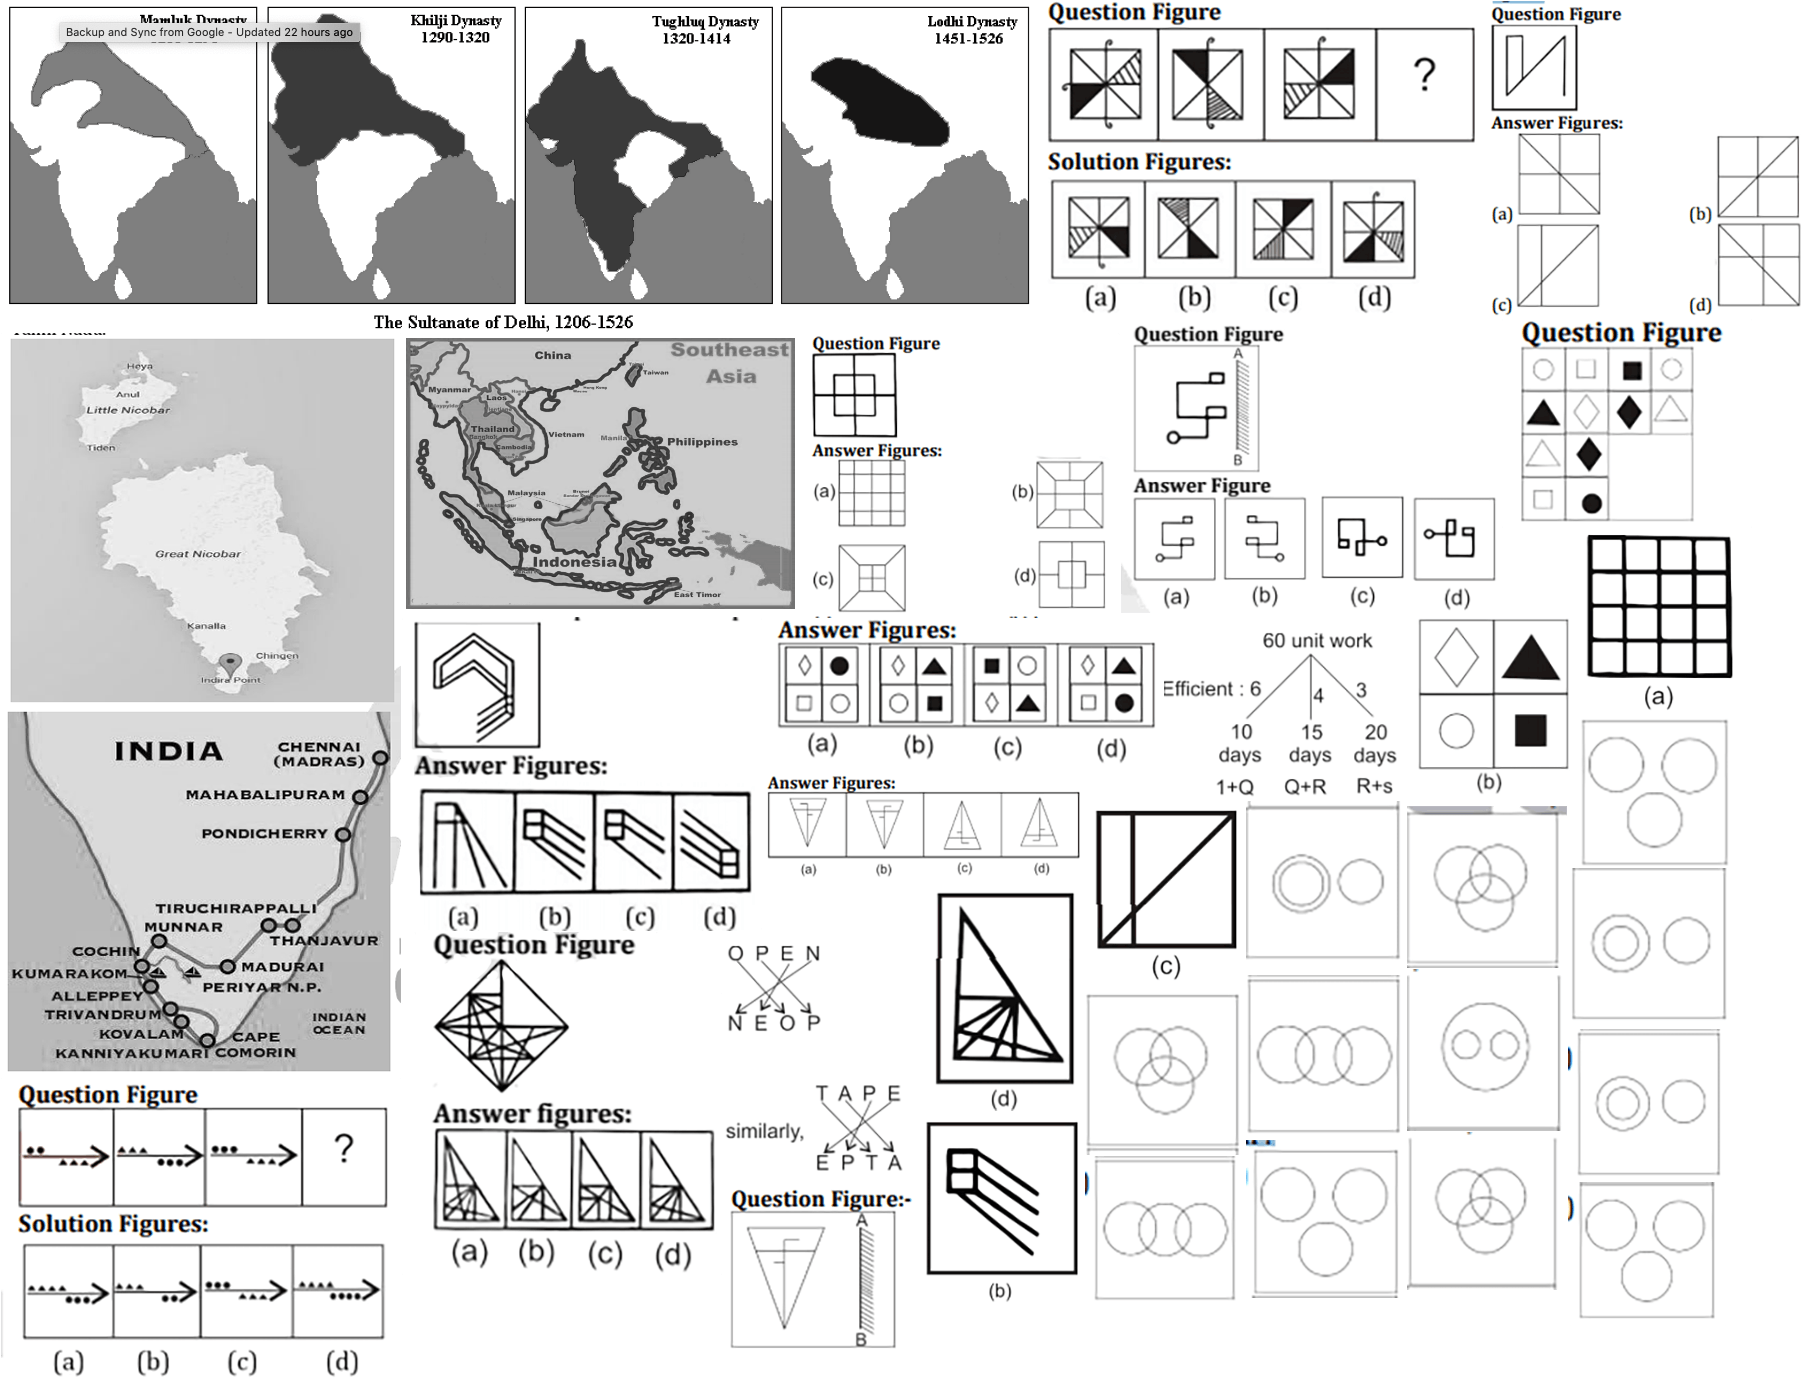 Mamluk Dynasty
Backup and Sync from Google - Updated 22 hours ago
Khilji Dynasty
1290-1320
Tughluq Dynasty
1320-1414
Lodhi Dynasty
1451-1526
The Sultanate of Delhi, 1206-1526
Question Figure
?
Solution Figures:
(a) (b) (c) (d)
Question Figure
Answer Figures:
(a) (b)
(c) (d)
Heya
Anul
Little Nicobar
Tiden
Great Nicobar
Kanalla
Chingen
Indira Point
Southeast
Asia
China
Taiwan
Myanmar
Laos
Thailand
Vietnam
Cambodia
Manila
Philippines
Malaysia
Singapore
Indonesia
East Timor
Question Figure
Answer Figures:
(a) (b)
(c) (d)
Question Figure
A
B
Answer Figure
(a) (b) (c) (d)
Question Figure
(a)
INDIA
CHENNAI
(MADRAS)
MAHABALIPURAM
PONDICHERRY
TIRUCHIRAPPALLI
MUNNAR
THANJAVUR
COCHIN
KUMARAKOM
MADURAI
PERIYAR N.P.
ALLEPPEY
TRIVANDRUM
KOVALAM
INDIAN
OCEAN
CAPE
KANNIYAKUMARI COMORIN
Answer Figures:
(a) (b) (c) (d)
Answer Figures:
(a) (b) (c) (d)
60 unit work
Efficient : 6 4 3
10 15 20
days days days
1+Q Q+R R+s
(b)
Answer Figures:
(a) (b) (c) (d)
(c)
Question Figure
Answer figures:
(a) (b) (c) (d)
O P E N
N E O P
T A P E
similarly,
E P T A
(d)
Question Figure:-
A
B
(b)
Question Figure
?
Solution Figures:
(a) (b) (c) (d)